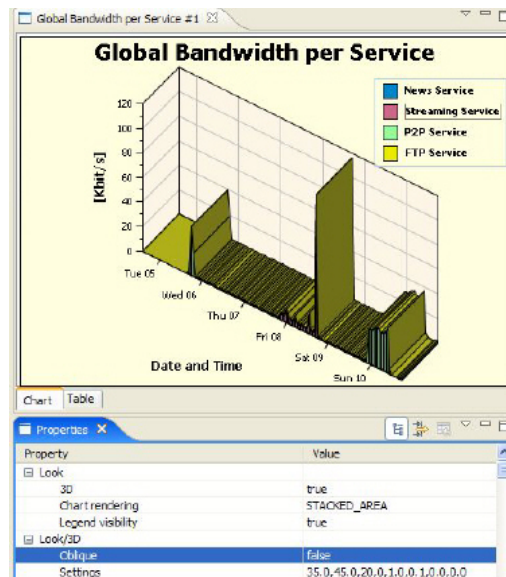 Global Bandwidth per Service #1
Global Bandwidth per Service
News Service
Streaming Service
P2P Service
FTP Service
[Kbit/s]
120
100
80
60
40
20
0
Tue 05
Wed 06
Thu 07
Fri 08
Sat 09
Sun 10
Date and Time
Chart Table
Properties
Property Value
Look
3D true
Chart rendering STACKED_AREA
Legend visibility true
Look/3D
Oblique false
Settings 35.0,45.0,20.0,1.0,0.1,0.0,0.0